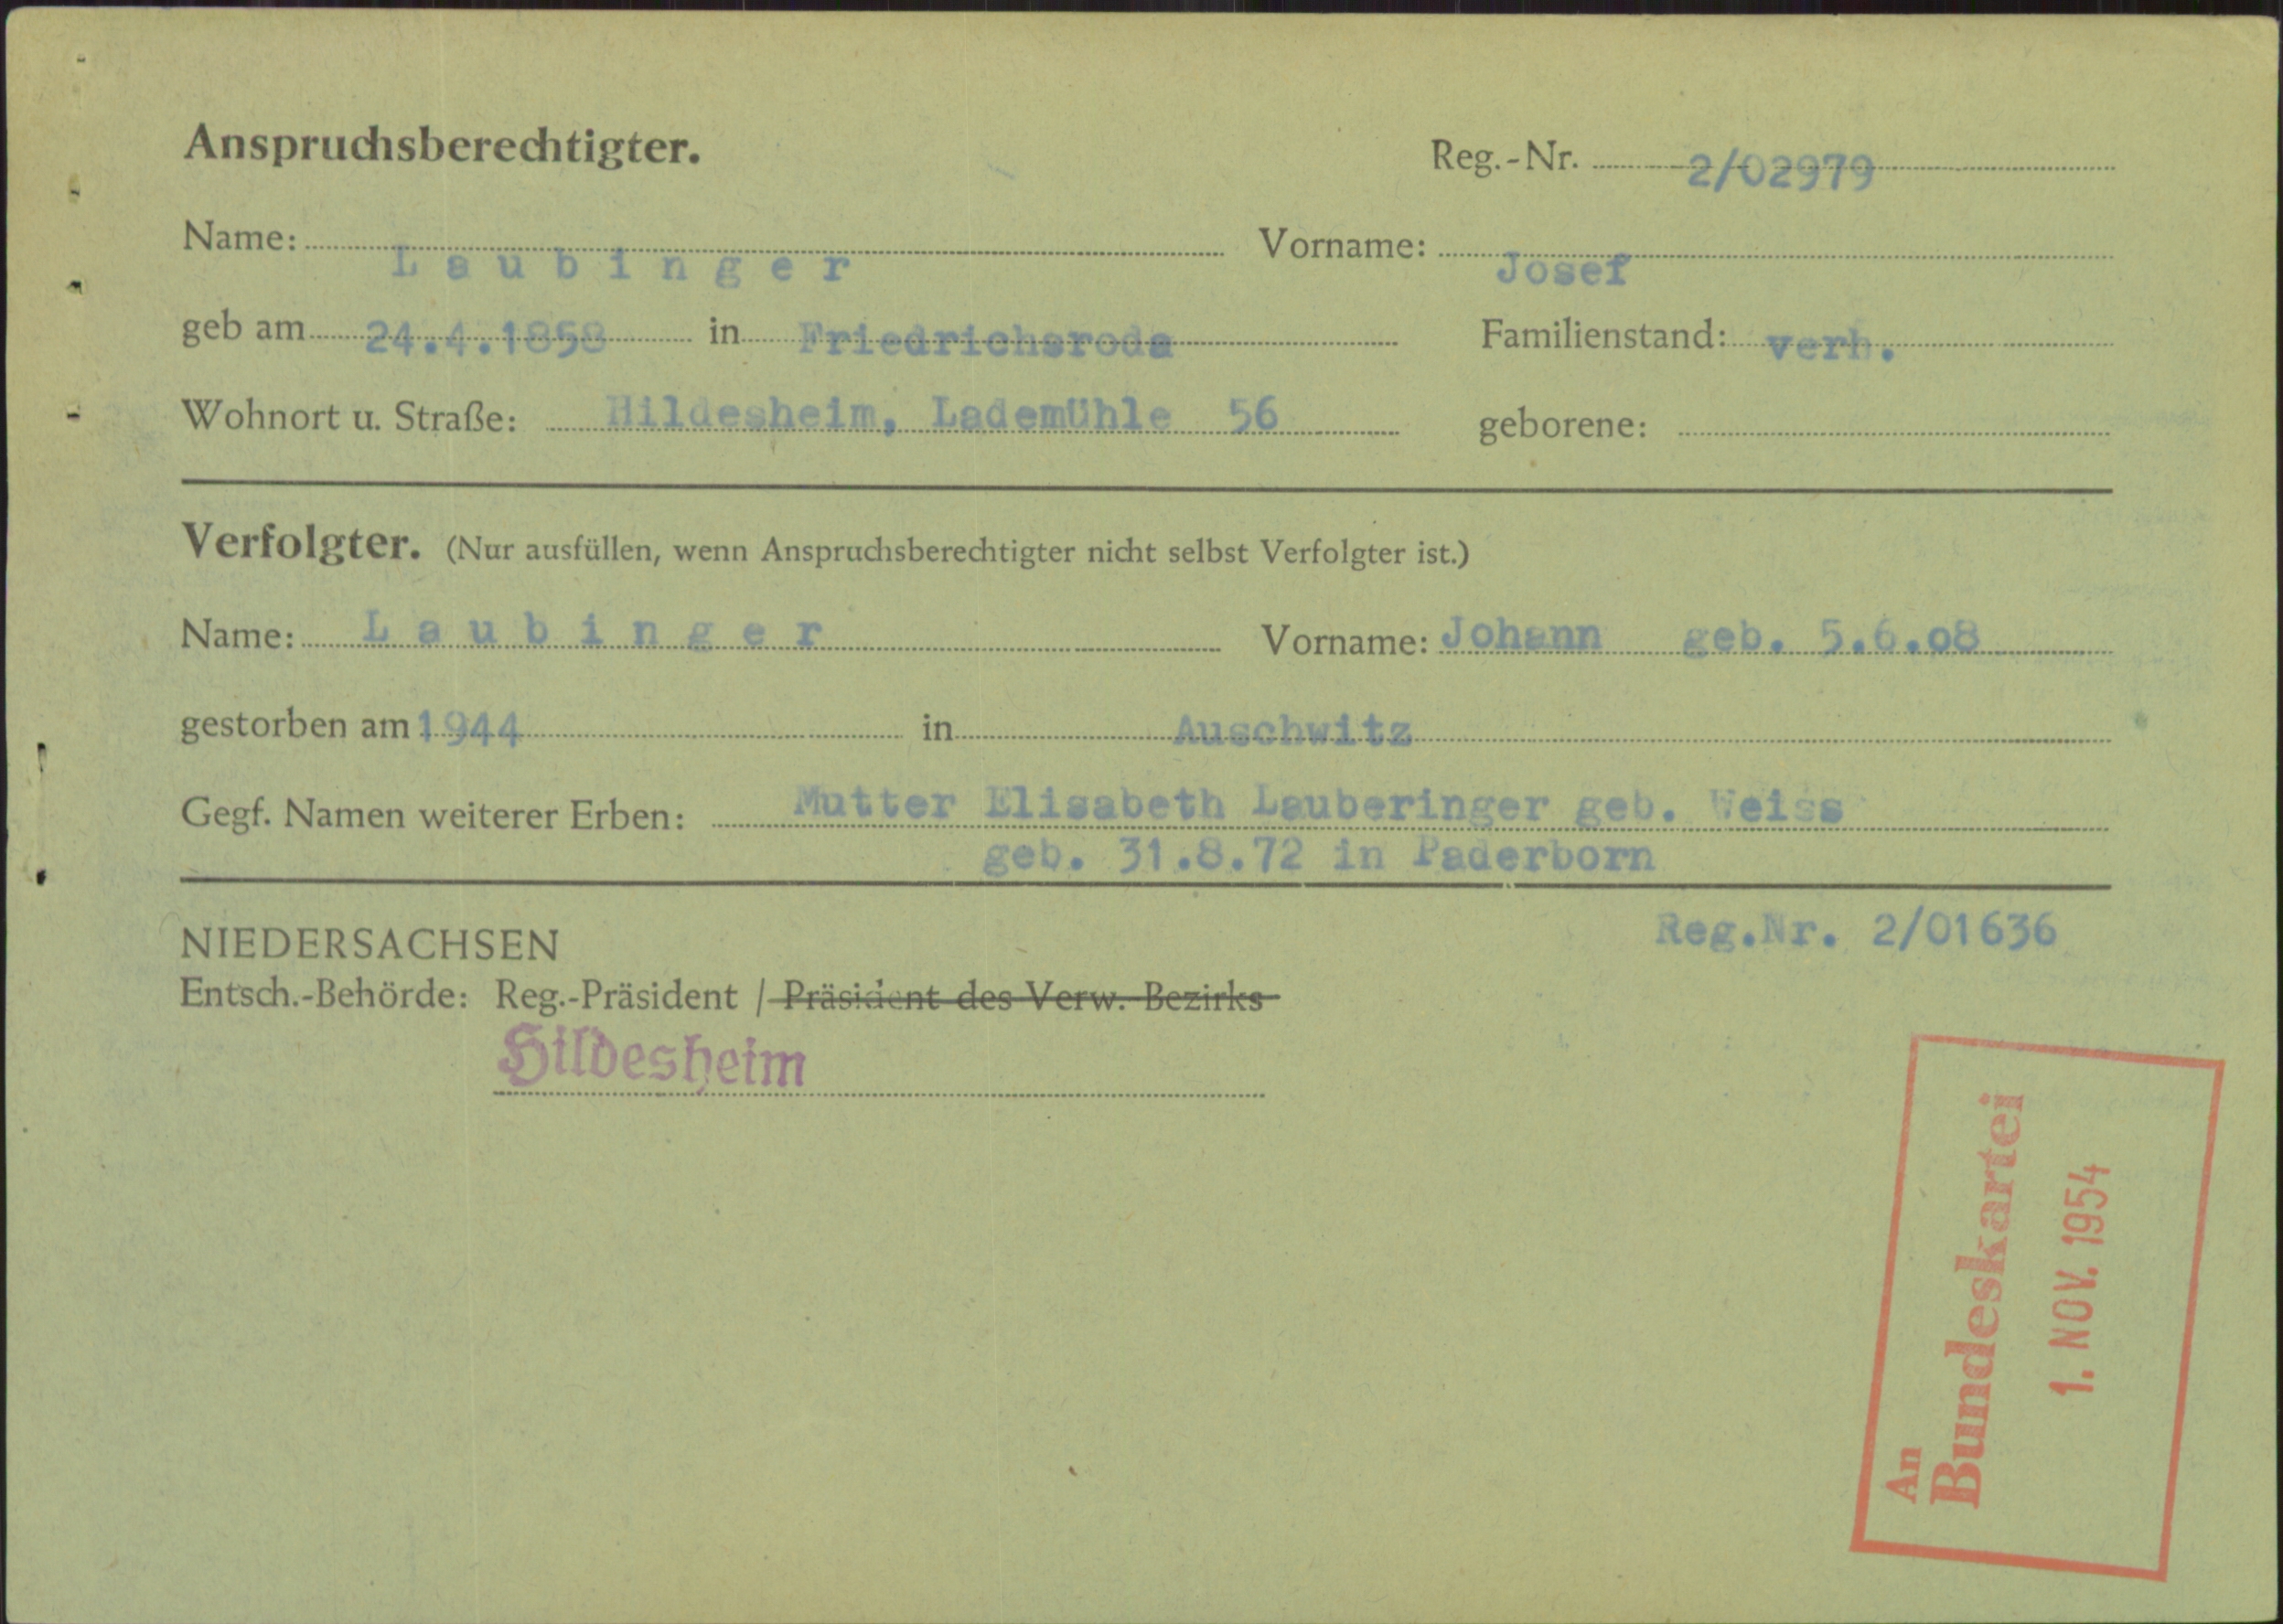 Anspruchsberechtigter.
Reg.-Nr. 2/02979
Name: Laubinger Vorname: Josef
geb am 24.4.1858 in Friedrichsroda Familienstand: verh.
Wohnort u. Straße: Hildesheim, Lademühle 56 geborene:
Verfolgter. (Nur ausfüllen, wenn Anspruchsberechtigter nicht selbst Verfolgter ist.)
Name: Laubinger Vorname: Johann geb. 5.6.08
gestorben am 1944 in Auschwitz
Gegf. Namen weiterer Erben: Mutter Elisabeth Lauberinger geb. Weiss
geb. 31.8.72 in Paderborn
NIEDERSACHSEN
Reg.Nr. 2/01636
Entsch.-Behörde: Reg.-Präsident / Präsident des Verw.-Bezirks
Hildesheim
An
Bundeskartei
1. NOV. 1954